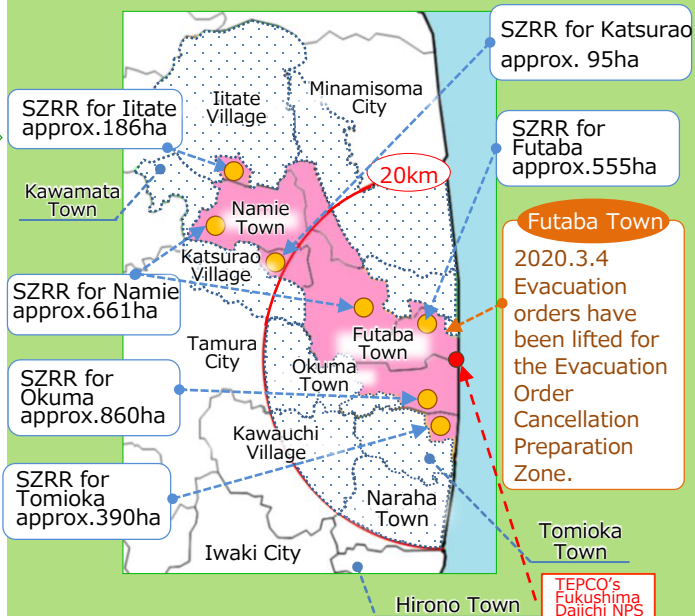 SZRR for Katsurao
approx. 95ha
SZRR for Iitate
approx.186ha
Iitate
Village
Minamisoma
City
SZRR for
Futaba
approx.555ha
20km
Kawamata
Town
Namie
Town
Futaba Town
2020.3.4
Evacuation
orders have
been lifted for
the Evacuation
Order
Cancellation
Preparation
Zone.
Katsurao
Village
SZRR for Namie
approx.661ha
Futaba
Town
Tamura
City
Okuma
Town
SZRR for
Okuma
approx.860ha
Kawauchi
Village
SZRR for
Tomioka
approx.390ha
Naraha
Town
Tomioka
Town
Iwaki City
TEPCO's
Fukushima
Daiichi NPS
Hirono Town